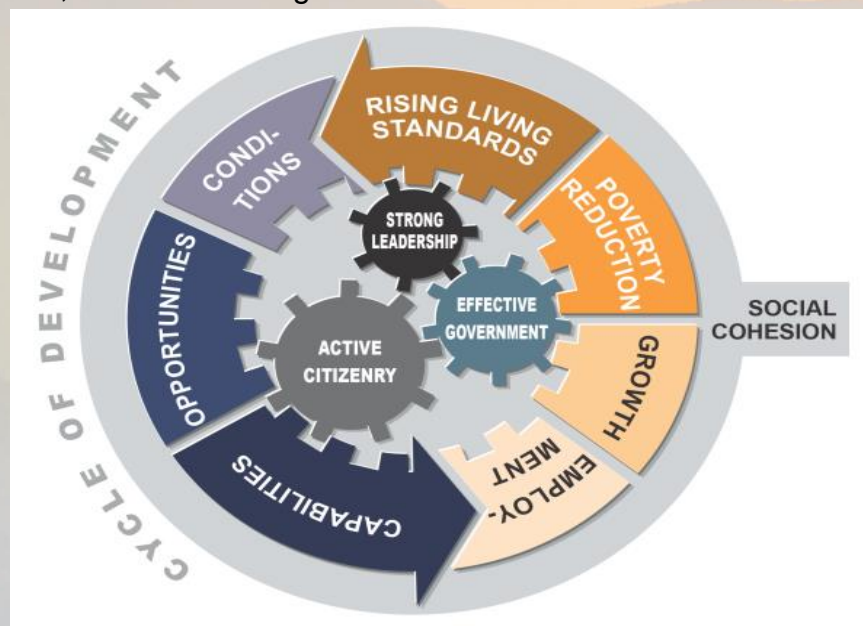 CYCLE OF DEVELOPMENT
RISING LIVING
STANDARDS
POVERTY
REDUCTION
GROWTH
EMPLOY-
MENT
CAPABILITIES
OPPORTUNITIES
CONDI-
TIONS
STRONG
LEADERSHIP
EFFECTIVE
GOVERNMENT
ACTIVE
CITIZENRY
SOCIAL
COHESION